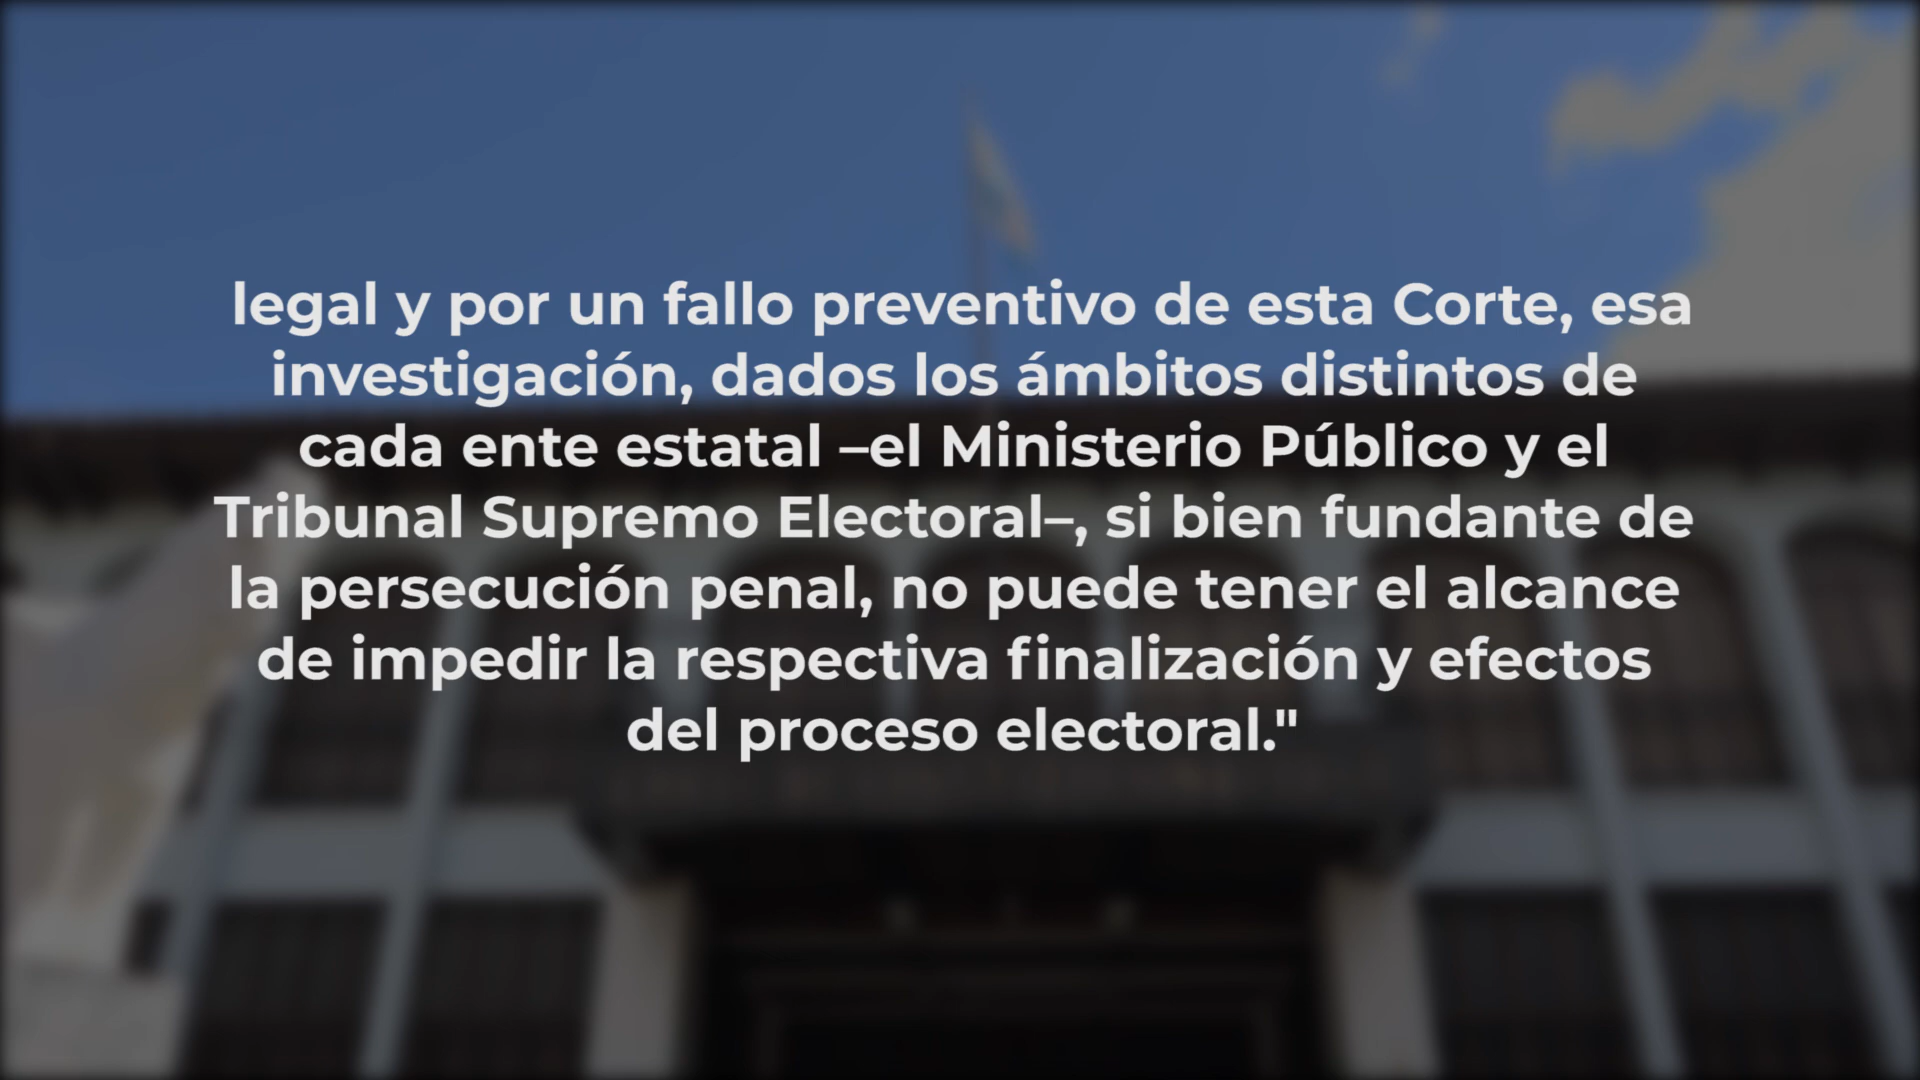 legal y por un fallo preventivo de esta Corte, esa
investigación, dados los ámbitos distintos de
cada ente estatal –el Ministerio Público y el
Tribunal Supremo Electoral–, si bien fundante de
la persecución penal, no puede tener el alcance
de impedir la respectiva finalización y efectos
del proceso electoral."